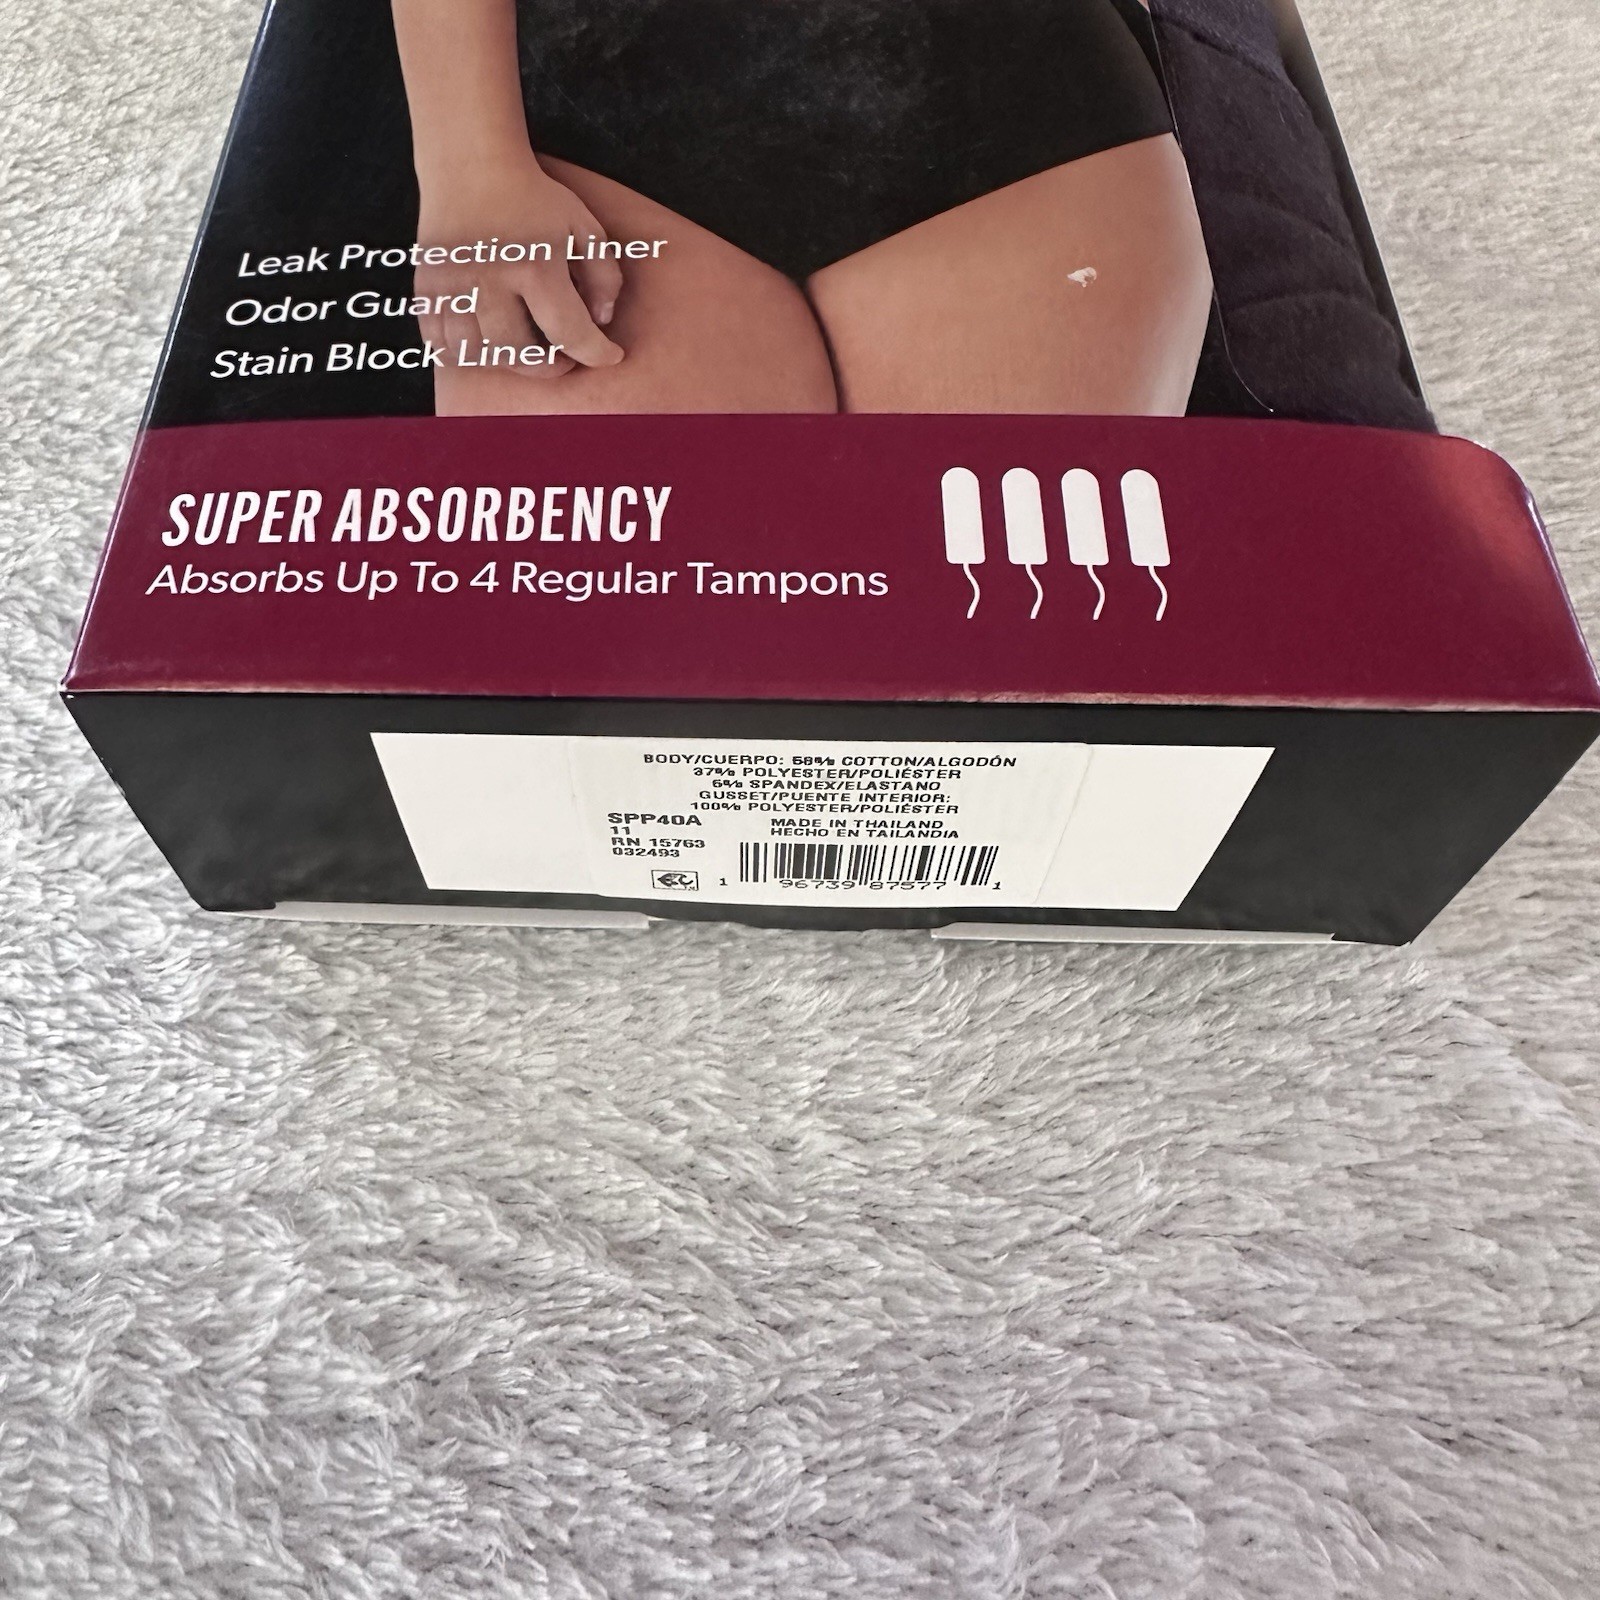 Leak Protection Liner
Odor Guard
Stain Block Liner
SUPER ABSORBENCY
Absorbs Up To 4 Regular Tampons
BODY/CUERPO: 58% COTTON/ALGODÓN
37% POLYESTER/POLIÉSTER
5% SPANDEX/ELASTANO
GUSSET/PUENTE INTERIOR:
100% POLYESTER/POLIÉSTER
SPP40A
11
RN 15763
032493
MADE IN THAILAND
HECHO EN TAILANDIA
1 96739 87577 1